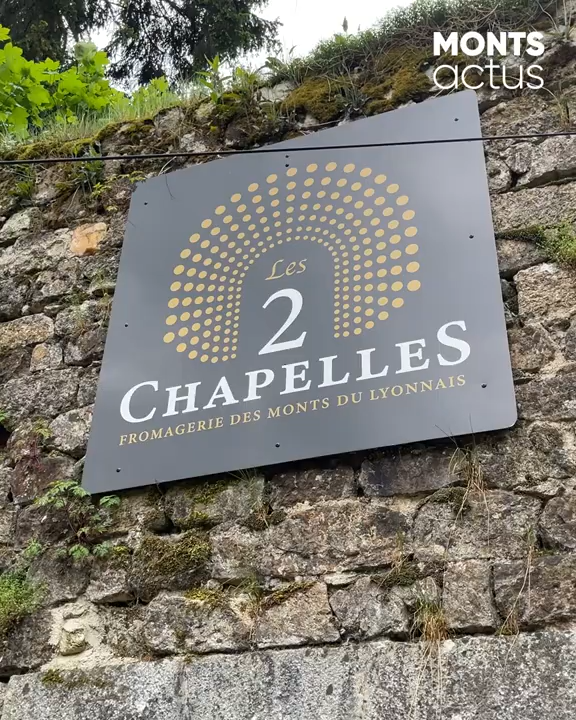 MONTS
actus
Les
2
CHAPELLES
FROMAGERIE DES MONTS DU LYONNAIS